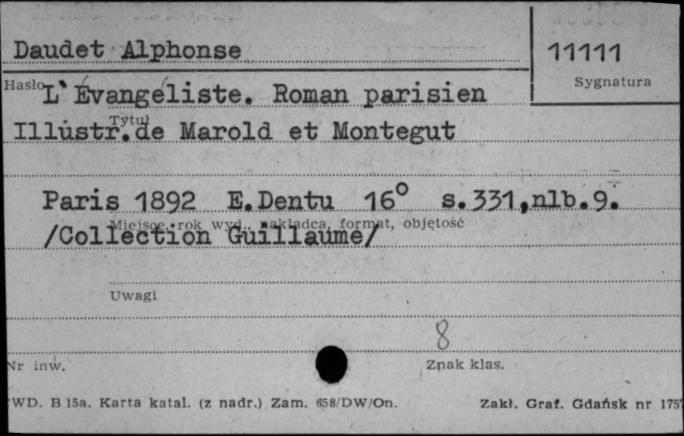 Daudet Alphonse 11111
Hasło Sygnatura
L`Évangéliste. Roman parisien
Tytuł
Illustr.de Marold et Montegut
Paris 1892 E.Dentu 16° s.331,nlb.9.
Miejsce, rok wyd., nakładca, format, objętość
/Collection Guillaume/
Uwagi
8
Nr inw. Znak klas.
WD. B 15a. Karta katal. (z nadr.) Zam. 658/DW/On. Zakł. Graf. Gdańsk nr 1757